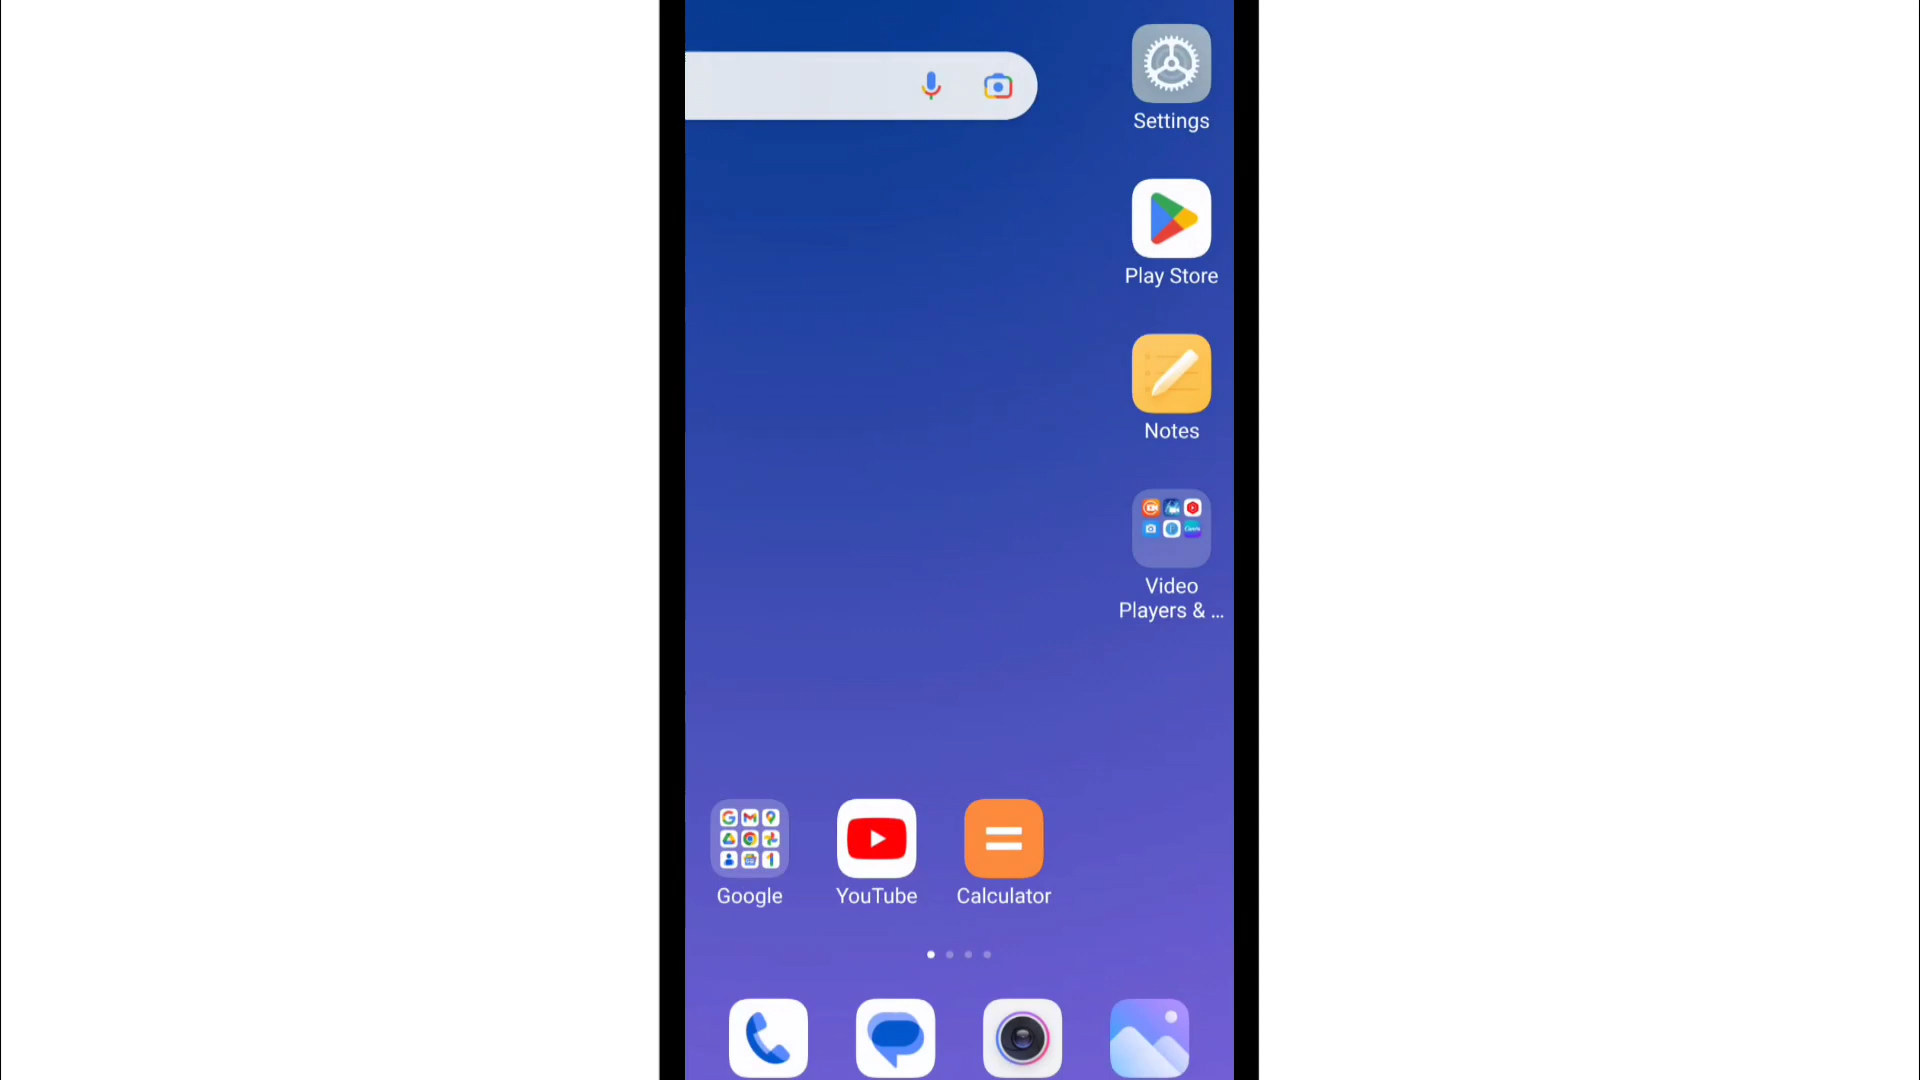 Settings
Play Store
Notes
Video
Players & ...
Google
YouTube
Calculator